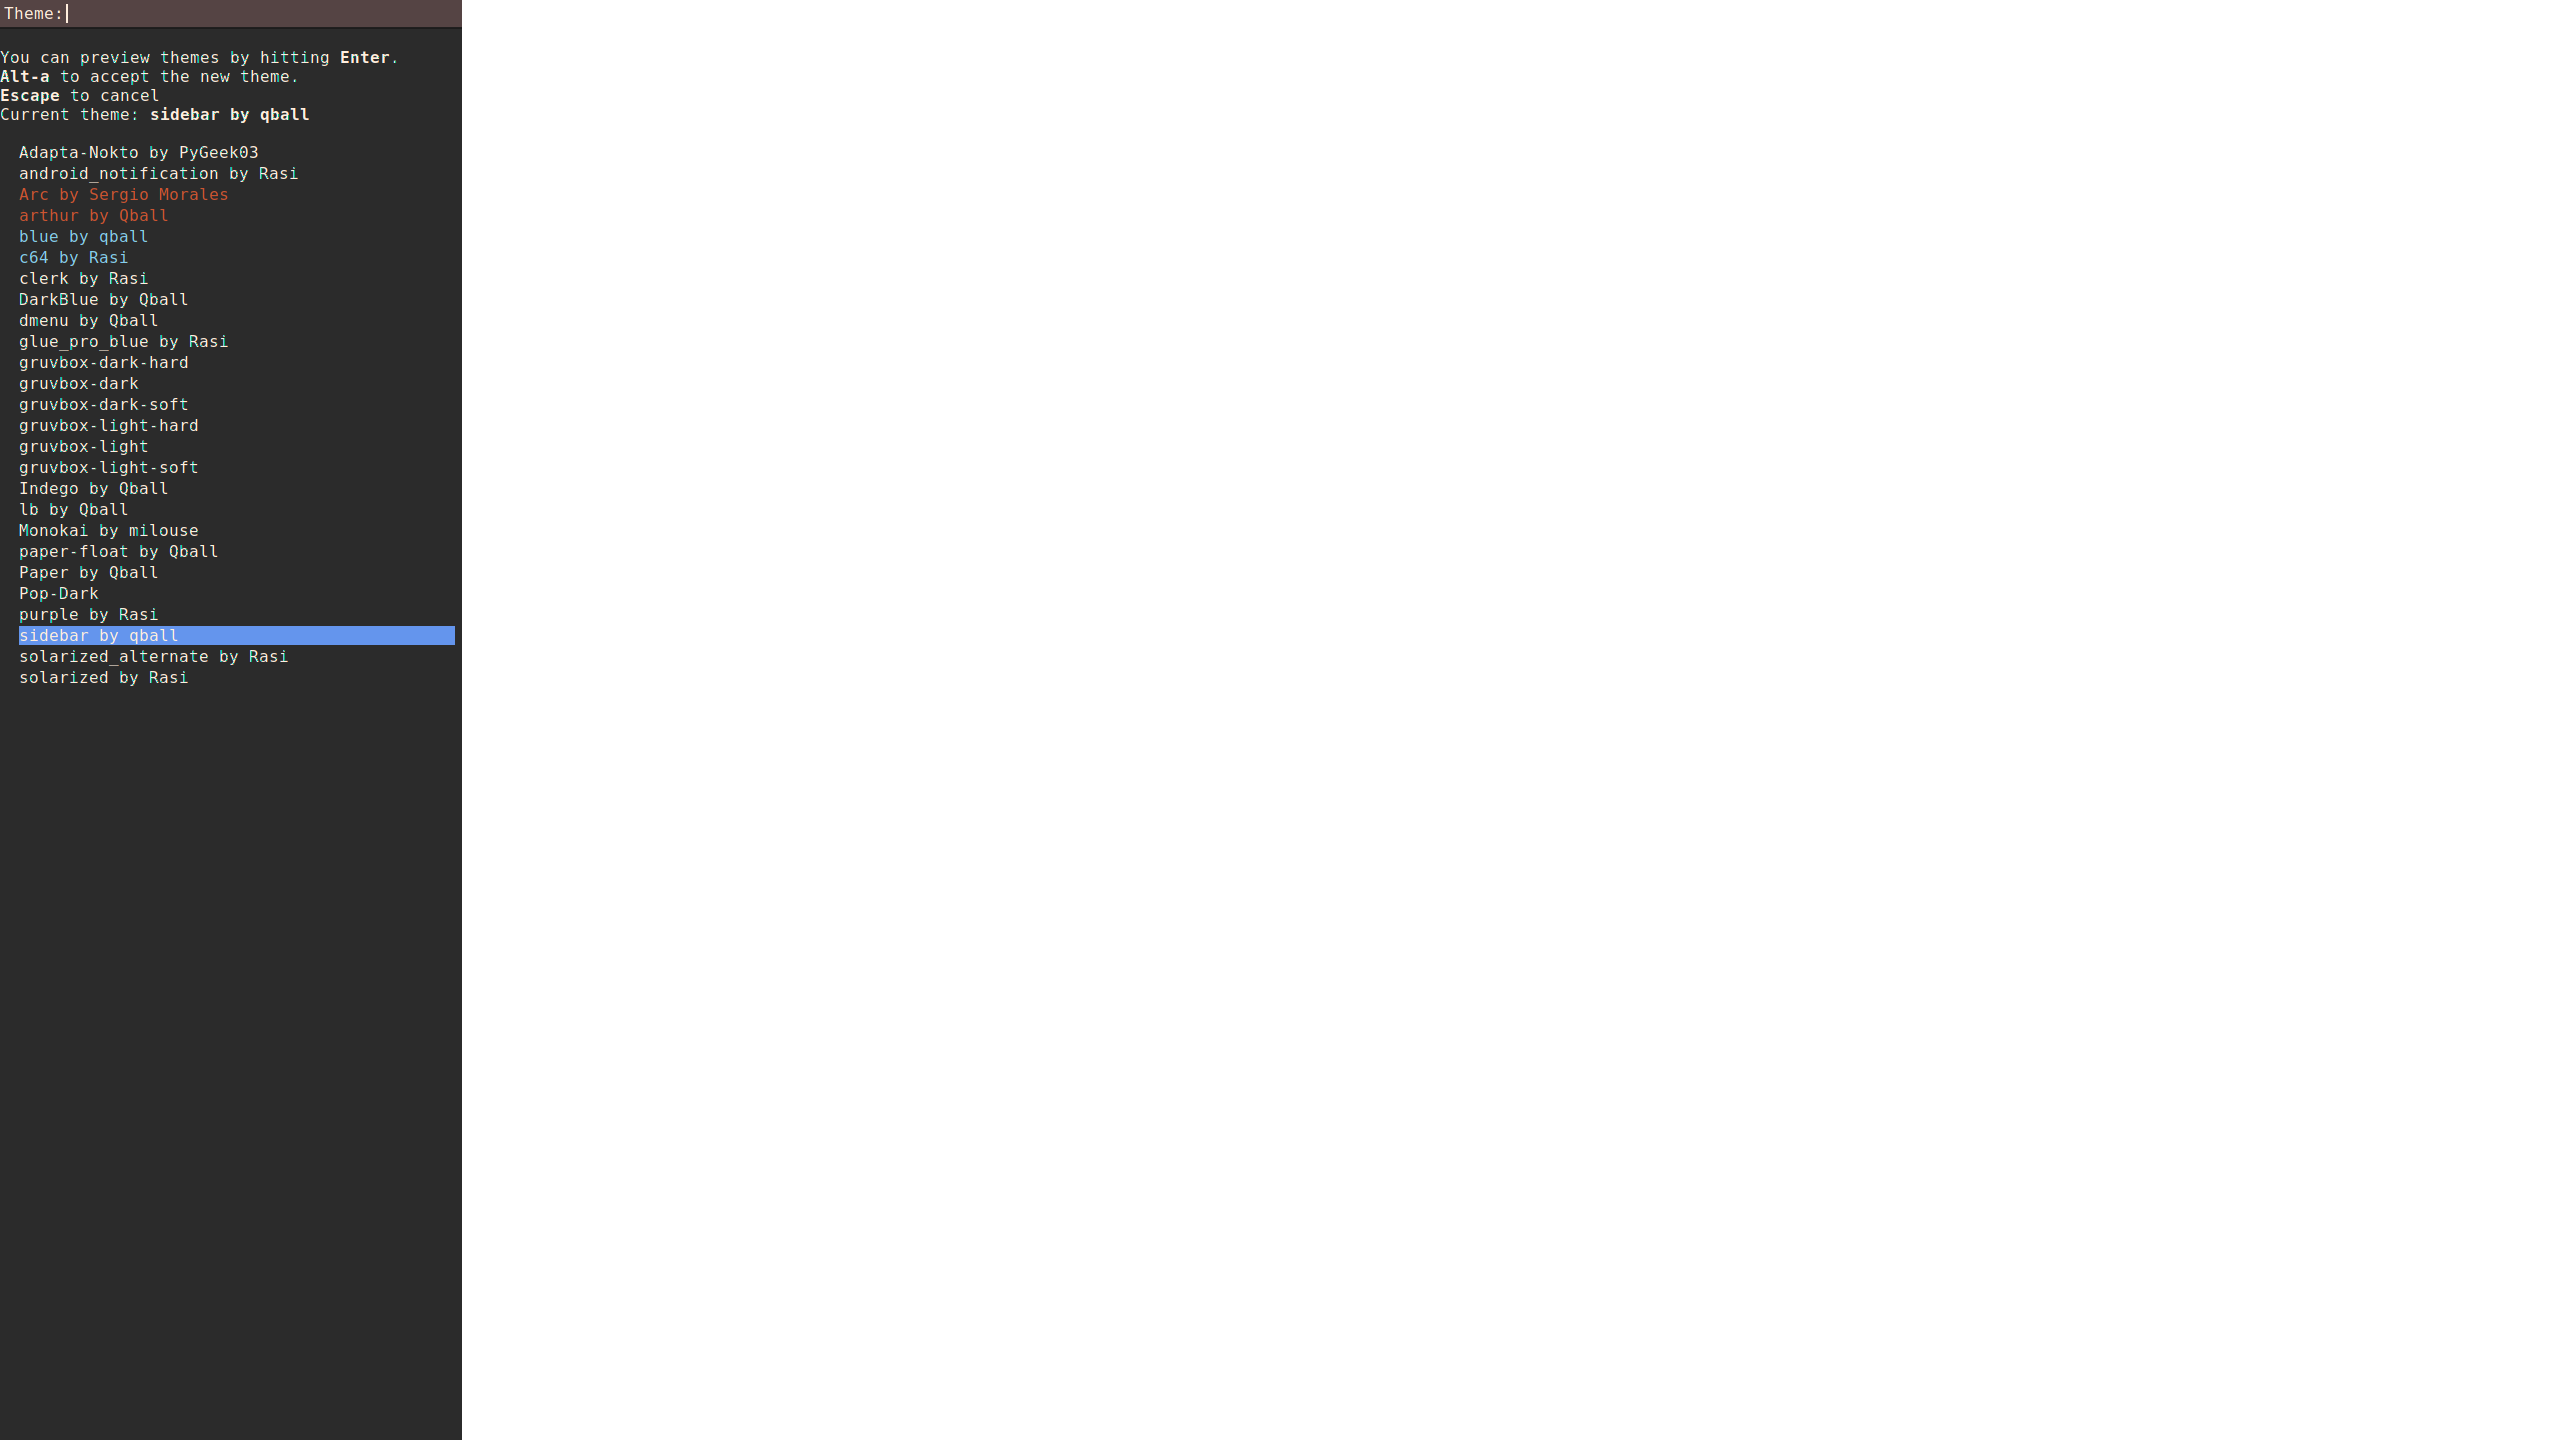 Theme:
You can preview themes by hitting Enter.
Alt-a to accept the new theme.
Escape to cancel
Current theme: sidebar by qball
Adapta-Nokto by PyGeek03
android_notification by Rasi
Arc by Sergio Morales
arthur by Qball
blue by qball
c64 by Rasi
clerk by Rasi
DarkBlue by Qball
dmenu by Qball
glue_pro_blue by Rasi
gruvbox-dark-hard
gruvbox-dark
gruvbox-dark-soft
gruvbox-light-hard
gruvbox-light
gruvbox-light-soft
Indego by Qball
lb by Qball
Monokai by milouse
paper-float by Qball
Paper by Qball
Pop-Dark
purple by Rasi
sidebar by qball
solarized_alternate by Rasi
solarized by Rasi